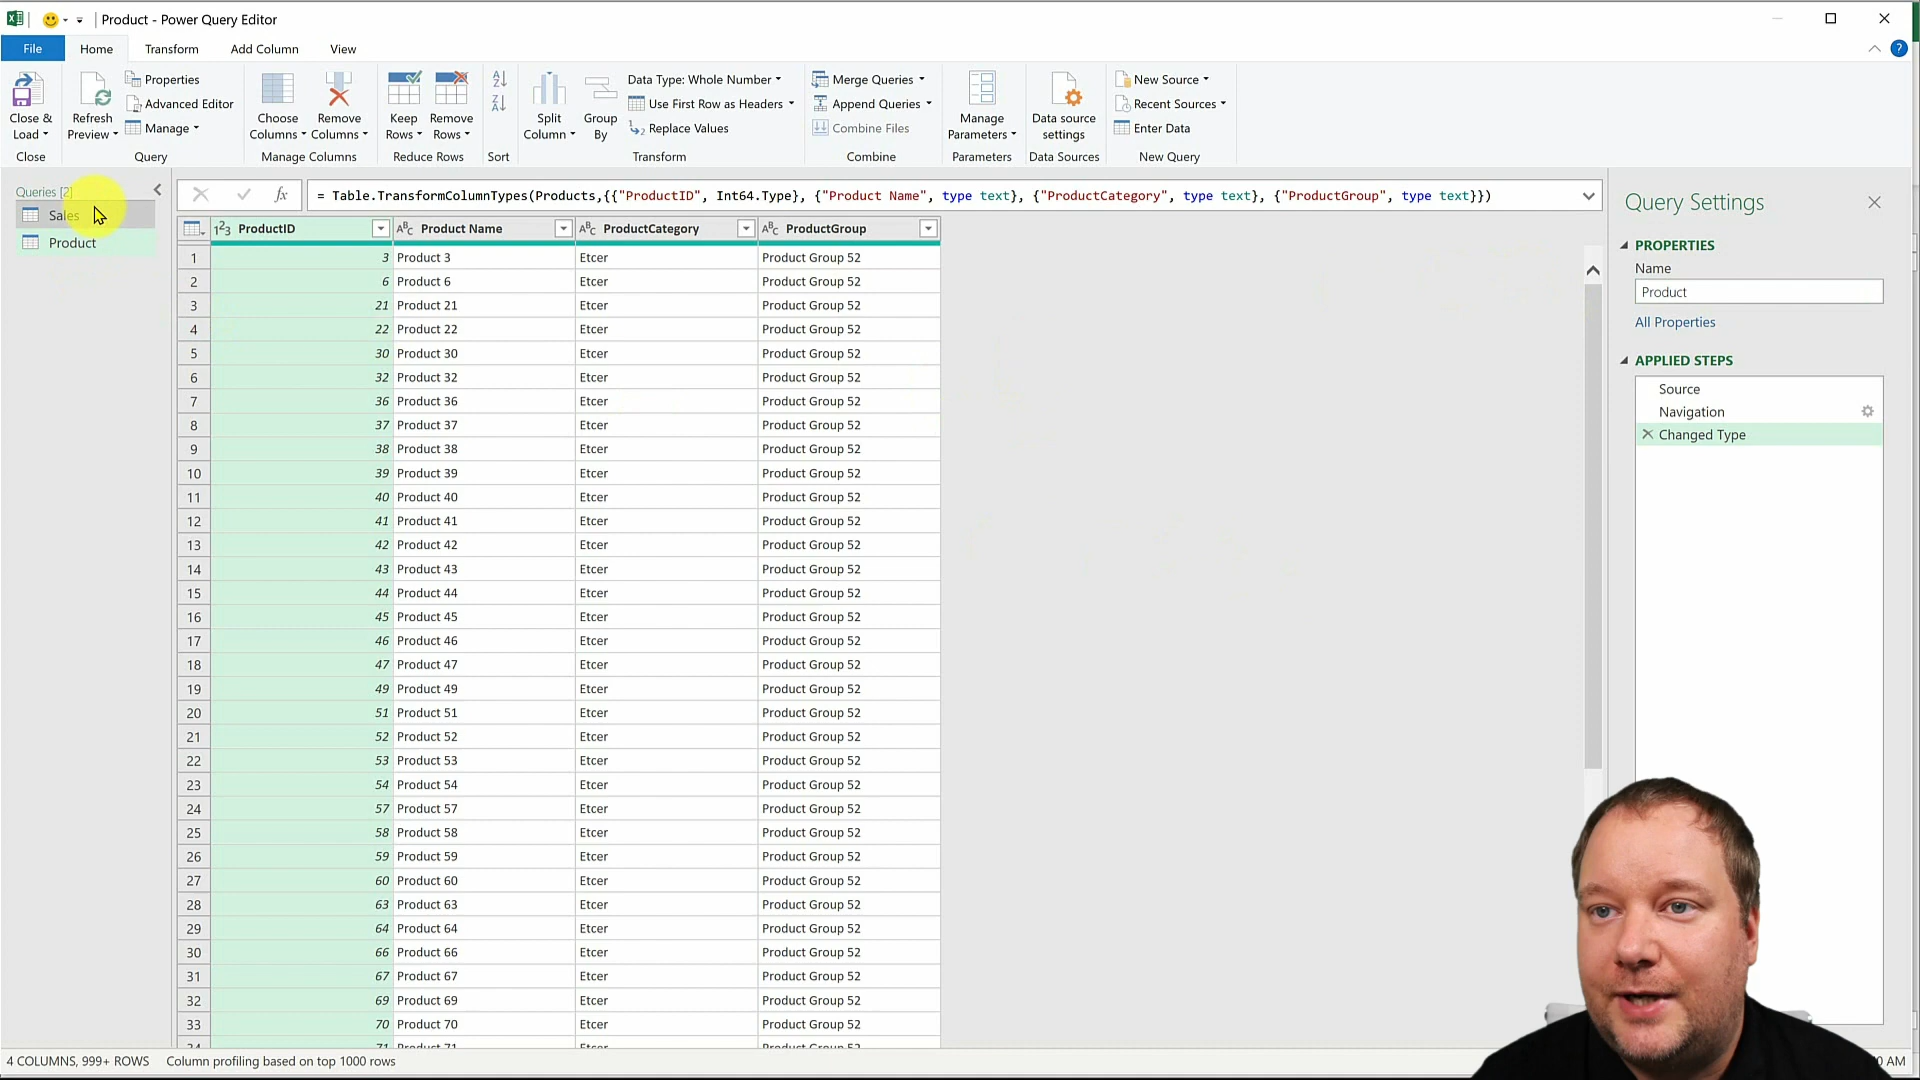 Product - Power Query Editor
File Home Transform Add Column View
Close & Load
Refresh Preview
Properties
Advanced Editor
Manage
Choose Columns
Remove Columns
Keep Rows
Remove Rows
Split Column
Group By
Data Type: Whole Number
Use First Row as Headers
Replace Values
Merge Queries
Append Queries
Combine Files
Manage Parameters
Data source settings
New Source
Recent Sources
Enter Data
Close Query Manage Columns Reduce Rows Sort Transform Combine Parameters Data Sources New Query
Queries [2]
Sales
Product
= Table.TransformColumnTypes(Products,{{"ProductID", Int64.Type}, {"Product Name", type text}, {"ProductCategory", type text}, {"ProductGroup", type text}})
ProductID Product Name ProductCategory ProductGroup
1 3 Product 3 Etcer Product Group 52
2 6 Product 6 Etcer Product Group 52
3 21 Product 21 Etcer Product Group 52
4 22 Product 22 Etcer Product Group 52
5 30 Product 30 Etcer Product Group 52
6 32 Product 32 Etcer Product Group 52
7 36 Product 36 Etcer Product Group 52
8 37 Product 37 Etcer Product Group 52
9 38 Product 38 Etcer Product Group 52
10 39 Product 39 Etcer Product Group 52
11 40 Product 40 Etcer Product Group 52
12 41 Product 41 Etcer Product Group 52
13 42 Product 42 Etcer Product Group 52
14 43 Product 43 Etcer Product Group 52
15 44 Product 44 Etcer Product Group 52
16 45 Product 45 Etcer Product Group 52
17 46 Product 46 Etcer Product Group 52
18 47 Product 47 Etcer Product Group 52
19 49 Product 49 Etcer Product Group 52
20 51 Product 51 Etcer Product Group 52
21 52 Product 52 Etcer Product Group 52
22 53 Product 53 Etcer Product Group 52
23 54 Product 54 Etcer Product Group 52
24 57 Product 57 Etcer Product Group 52
25 58 Product 58 Etcer Product Group 52
26 59 Product 59 Etcer Product Group 52
27 60 Product 60 Etcer Product Group 52
28 63 Product 63 Etcer Product Group 52
29 64 Product 64 Etcer Product Group 52
30 66 Product 66 Etcer Product Group 52
31 67 Product 67 Etcer Product Group 52
32 69 Product 69 Etcer Product Group 52
33 70 Product 70 Etcer Product Group 52
Query Settings
PROPERTIES
Name
Product
All Properties
APPLIED STEPS
Source
Navigation
Changed Type
4 COLUMNS, 999+ ROWS Column profiling based on top 1000 rows
AM